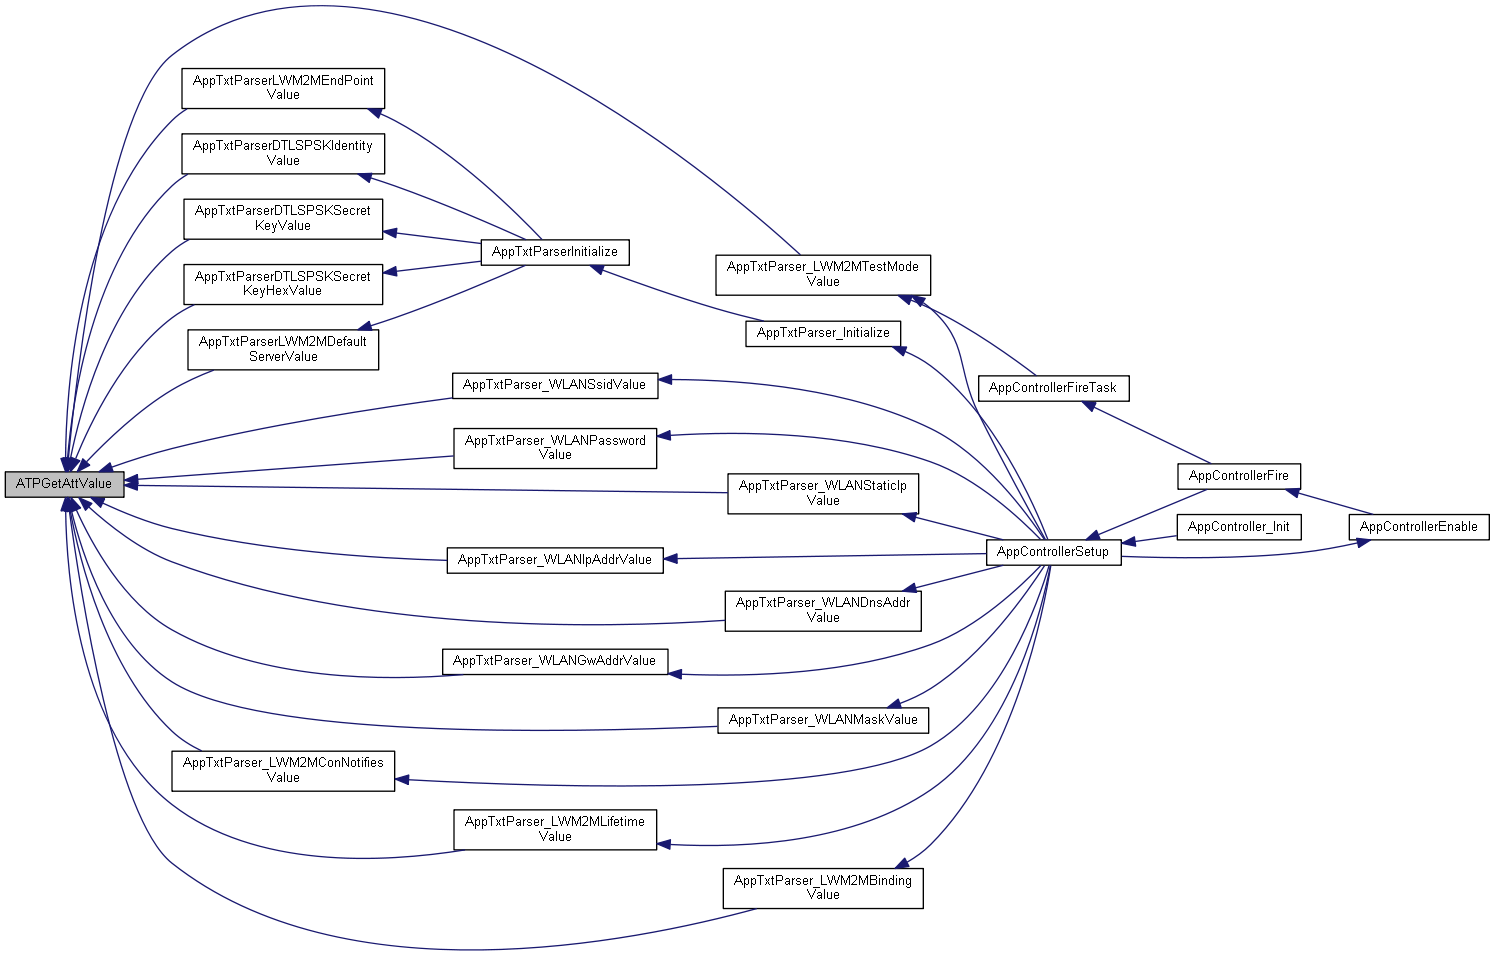 AppTxtParserLWM2MEndPoint
Value
AppTxtParserDTLSPSKIdentity
Value
AppTxtParserDTLSPSKSecret
KeyValue
AppTxtParserDTLSPSKSecret
KeyHexValue
AppTxtParserLWM2MDefault
ServerValue
AppTxtParserInitialize
AppTxtParser_LWM2MTestMode
Value
AppTxtParser_Initialize
AppTxtParser_WLANSsidValue
AppTxtParser_WLANPassword
Value
ATPGetAttValue
AppTxtParser_WLANStaticIp
Value
AppTxtParser_WLANIpAddrValue
AppTxtParser_WLANDnsAddr
Value
AppTxtParser_WLANGwAddrValue
AppTxtParser_WLANMaskValue
AppTxtParser_LWM2MConNotifies
Value
AppTxtParser_LWM2MLifetime
Value
AppTxtParser_LWM2MBinding
Value
AppControllerFireTask
AppControllerFire
AppController_Init
AppControllerEnable
AppControllerSetup